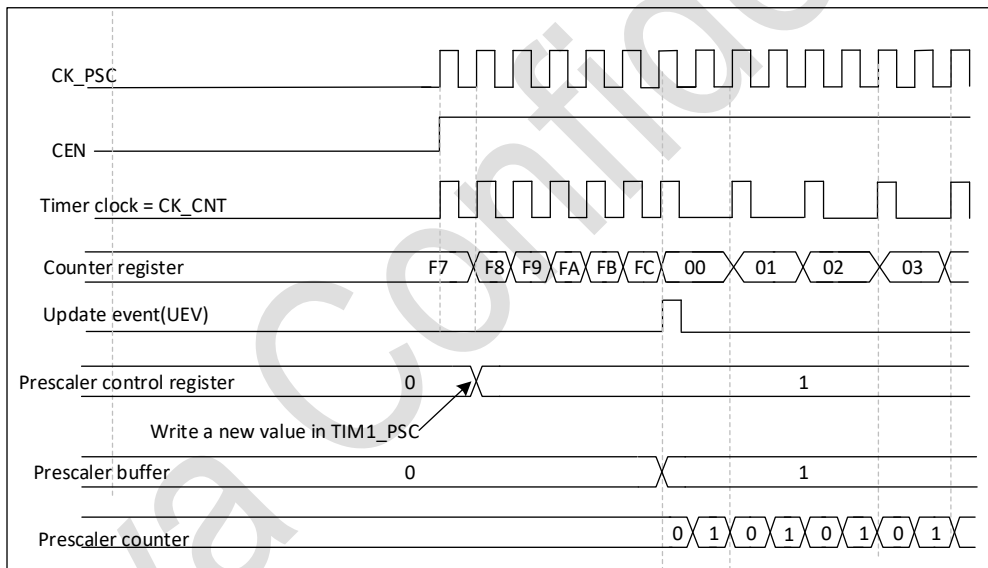 CK_PSC
CEN
Timer clock = CK_CNT
Counter register F7 F8 F9 FA FB FC 00 01 02 03
Update event(UEV)
Prescaler control register 0 1
Write a new value in TIM1_PSC
Prescaler buffer 0 1
Prescaler counter 0 1 0 1 0 1 0 1